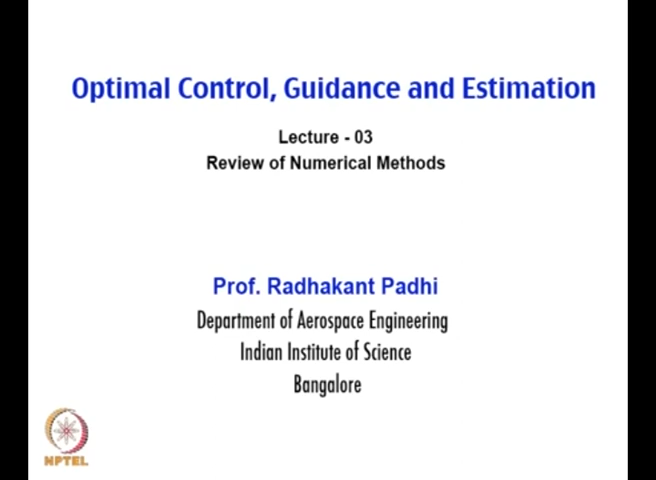 Optimal Control, Guidance and Estimation
Lecture - 03
Review of Numerical Methods
Prof. Radhakant Padhi
Department of Aerospace Engineering
Indian Institute of Science
Bangalore
NPTEL